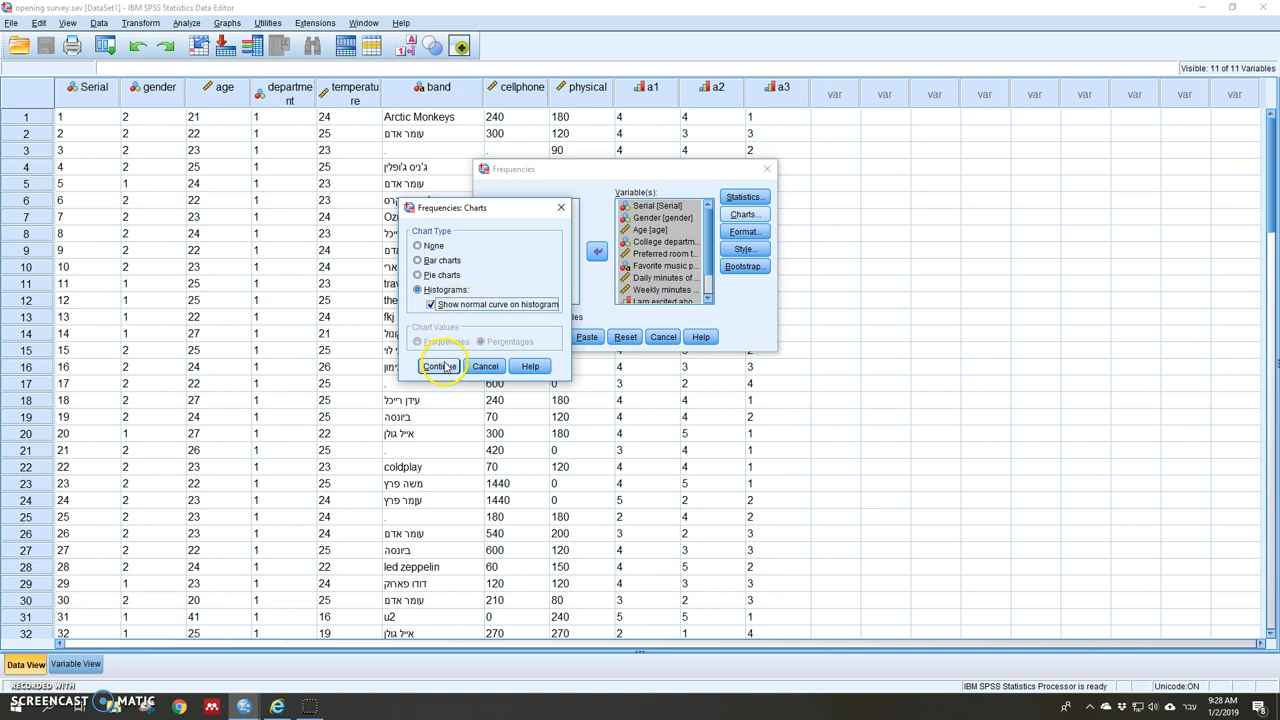 opening survey.sav [DataSet1] - IBM SPSS Statistics Data Editor
File Edit View Data Transform Analyze Graphs Utilities Extensions Window Help
Visible: 11 of 11 Variables
Serial gender age departme nt temperatu re band cellphone physical a1 a2 a3 var var var var var var var var var
1 1 2 21 1 24 Arctic Monkeys 240 180 4 4 1
2 2 2 22 1 25 עומר אדם 300 120 4 3 3
3 3 2 23 1 23 . . 90 4 4 2
4 4 2 25 1 25 ג'ניס ג'ופלין
5 5 1 24 1 23 עומר אדם
6 6 2 25 1 23
7 7 2 22 1 24
8 8 2 24 1 23
9 9 2 22 1 25
10 10 2 23 1 24
11 11 2 25 1 23
12 12 1 25 1 25
13 13 2 22 1 24 fkj
14 14 1 27 1 21
15 15 2 25 1 24 3 3
16 16 2 24 1 26 3 3
17 17 2 22 1 24 . 600 0 3 2 4
18 18 2 25 1 24 עידן רייכל 240 180 4 4 1
19 19 2 24 1 25 ביונסה 70 120 4 4 3
20 20 1 27 1 22 אייל גולן 300 180 4 5 1
21 21 2 26 1 25 . 420 0 3 4 1
22 22 2 23 1 23 coldplay 70 120 4 4 1
23 23 2 22 1 25 משה פרץ 1440 0 4 5 1
24 24 2 23 1 25 עומר פרץ 1440 0 5 2 2
25 25 2 23 1 24 . 180 180 2 4 2
26 26 2 23 1 24 עומר אדם 540 200 3 2 3
27 27 2 22 1 25 ביונסה 600 120 4 3 3
28 28 2 24 1 22 led zeppelin 60 150 4 5 2
29 29 1 23 1 24 דודו פארוק 120 120 4 3 3
30 30 2 20 1 25 עומר אדם 210 80 3 2 3
31 31 1 41 1 16 u2 0 240 5 5 1
32 32 1 25 1 19 אייל גולן 270 270 2 1 4
Frequencies
Variable(s):
Serial [Serial]
Gender [gender]
Age [age]
College departm...
Preferred room t...
Favorite music p...
Daily minutes of ...
Weekly minutes ...
I am excited abo...
Statistics...
Charts...
Format...
Style...
Bootstrap...
Paste Reset Cancel Help
Frequencies: Charts
Chart Type
None
Bar charts
Pie charts
Histograms:
Show normal curve on histogram
Chart Values
Frequencies Percentages
Continue Cancel Help
Data View Variable View
IBM SPSS Statistics Processor is ready Unicode:ON
RECORDED WITH
SCREENCAST MATIC
עבר
9:28 AM
1/2/2019
8